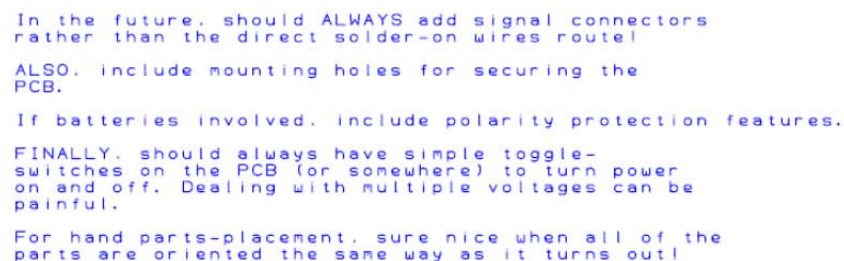 In the future, should ALWAYS add signal connectors
rather than the direct solder-on wires route!
ALSO, include mounting holes for securing the
PCB.
If batteries involved, include polarity protection features.
FINALLY, should always have simple toggle-
switches on the PCB (or somewhere) to turn power
on and off. Dealing with multiple voltages can be
painful.
For hand parts-placement, sure nice when all of the
parts are oriented the same way as it turns out!